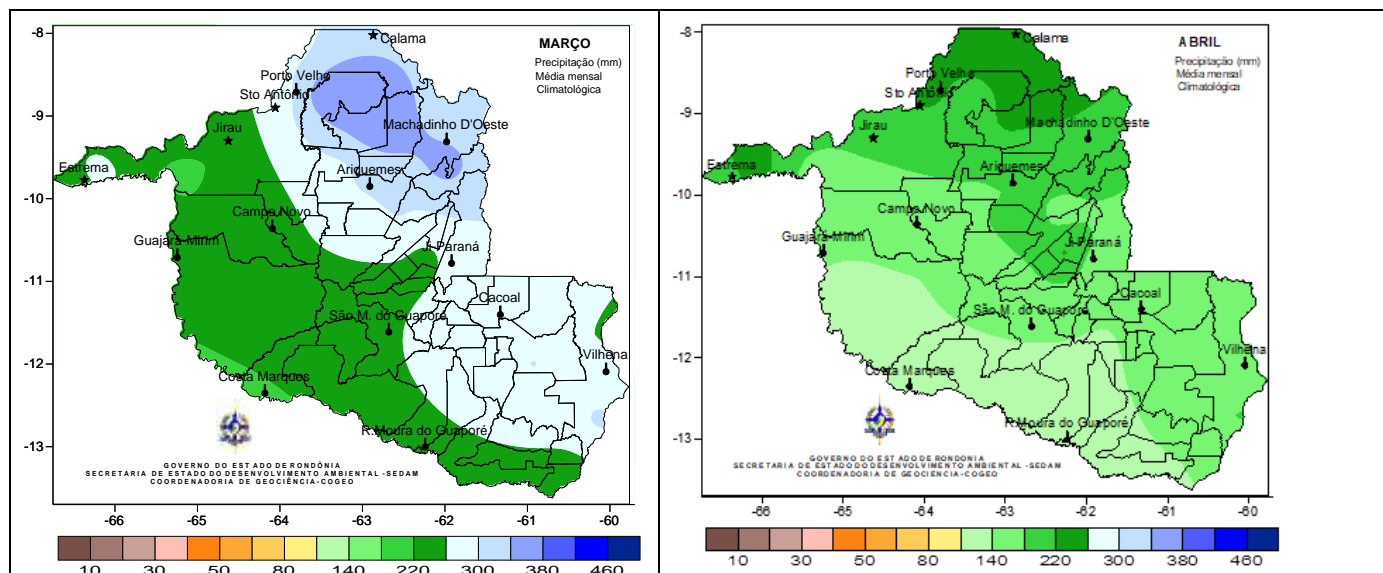 MARÇO
Precipitação (mm)
Média mensal
Climatológica
-8
-9
-10
-11
-12
-13
Calama
Porto Velho
Sto Antônio
Jirau
Machadinho D'Oeste
Estrema
Ariquemes
Campo Novo
Guajará-Mirim
Ji-Paraná
Cacoal
São M. do Guaporé
Vilhena
Costa Marques
R.Moura do Guaporé
GOVERNO DO ESTADO DE RONDÔNIA
SECRETARIA DE ESTADO DO DESENVOLVIMENTO AMBIENTAL -SEDAM
COORDENADORIA DE GEOCIÊNCIA-COGEO
-66 -65 -64 -63 -62 -61 -60
10 30 50 80 140 220 300 380 460
ABRIL
Precipitação (mm)
Média mensal
Climatológica
-8
-9
-10
-11
-12
-13
Calama
Porto Velho
Sto Antônio
Jirau
Machadinho D'Oeste
Estrema
Ariquemes
Campo Novo
Guajará-Mirim
Ji-Paraná
Cacoal
São M. do Guaporé
Vilhena
Costa Marques
R.Moura do Guaporé
GOVERNO DO ESTADO DE RONDONIA
SECRETARIA DE ESTADO DO DESENVOLVIMENTO AMBIENTAL -SEDAM
COORDENADORIA DE GEOCIÊNCIA-COGEO
-66 -65 -64 -63 -62 -61 -60
10 30 50 80 140 220 300 380 460